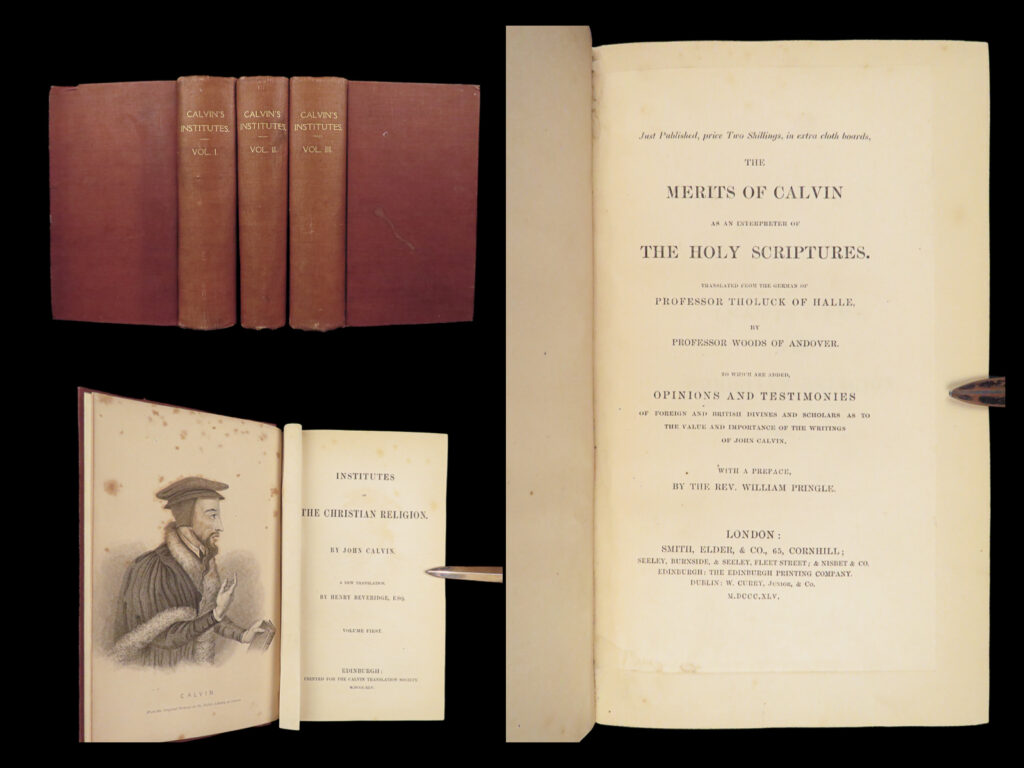 CALVIN'S
INSTITUTES.
VOL. I.
CALVIN'S
INSTITUTES.
VOL. II.
CALVIN'S
INSTITUTES.
VOL. III.
CALVIN
INSTITUTES
THE CHRISTIAN RELIGION.
BY JOHN CALVIN.
A NEW TRANSLATION,
BY HENRY BEVERIDGE, ESQ.
VOLUME FIRST.
EDINBURGH:
PRINTED FOR THE CALVIN TRANSLATION SOCIETY
M.DCCC.XLV.
Just Published, price Two Shillings, in extra cloth boards,
THE
MERITS OF CALVIN
AS AN INTERPRETER OF
THE HOLY SCRIPTURES.
TRANSLATED FROM THE GERMAN OF
PROFESSOR THOLUCK OF HALLE,
BY
PROFESSOR WOODS OF ANDOVER.
TO WHICH ARE ADDED,
OPINIONS AND TESTIMONIES
OF FOREIGN AND BRITISH DIVINES AND SCHOLARS AS TO
THE VALUE AND IMPORTANCE OF THE WRITINGS
OF JOHN CALVIN.
WITH A PREFACE,
BY THE REV. WILLIAM PRINGLE.
LONDON:
SMITH, ELDER, & CO., 65, CORNHILL;
SEELEY, BURNSIDE, & SEELEY, FLEET STREET; & NISBET & CO.
EDINBURGH: THE EDINBURGH PRINTING COMPANY.
DUBLIN: W. CURRY, JUNIOR, & CO.
M.DCCC.XLV.